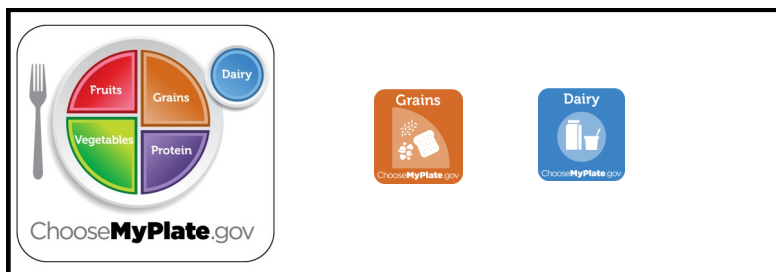 Fruits
Grains
Dairy
Vegetables
Protein
ChooseMyPlate.gov
Grains
ChooseMyPlate.gov
Dairy
ChooseMyPlate.gov